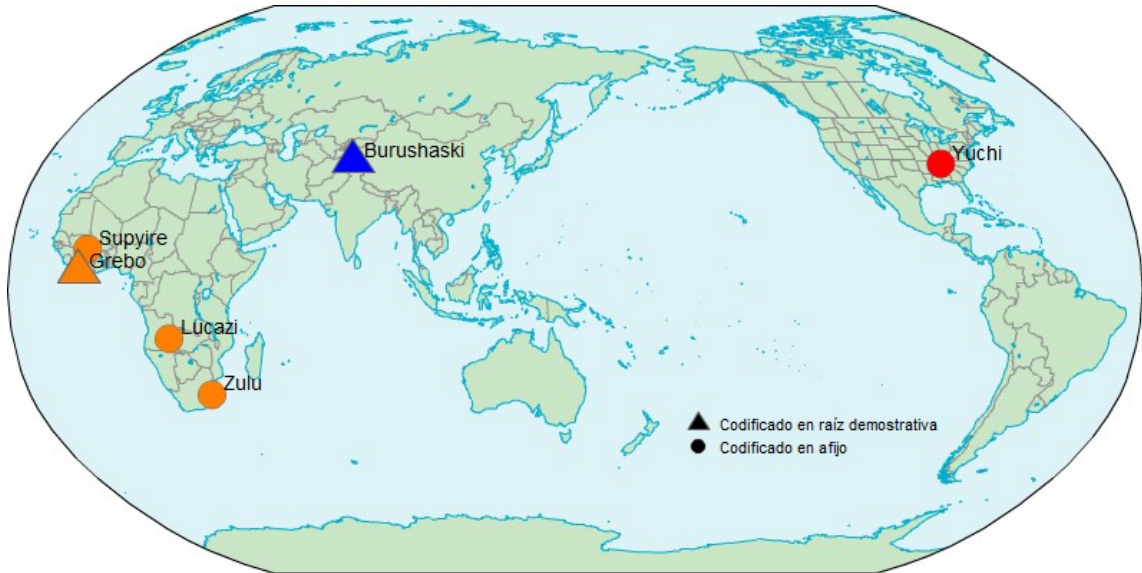 Burushaski
Yuchi
Supyire
Grebo
Lucazi
Zulu
Codificado en raíz demostrativa
Codificado en afijo